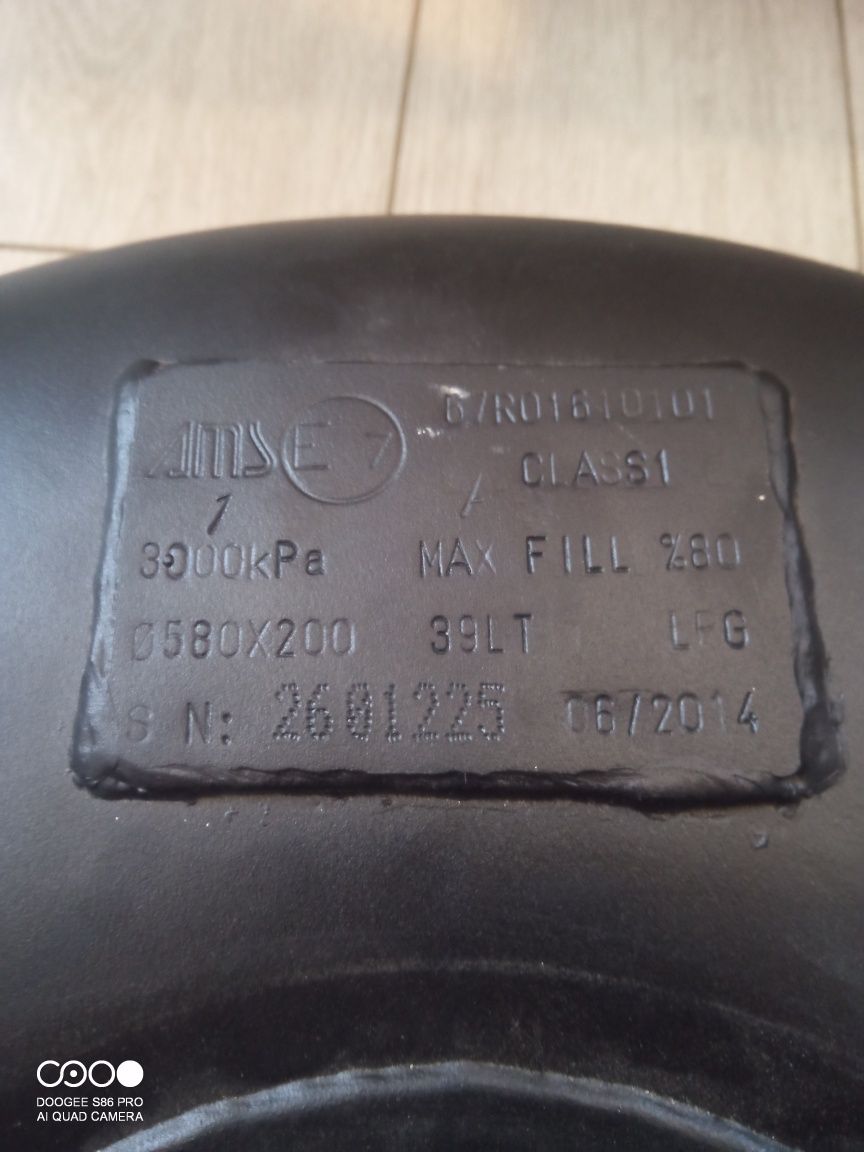 67R01610101
AMS E 7
CLASS1
1 A
3000kPa MAX FILL %80
Ø580X200 39LT LPG
S N: 2601225 06/2014
DOOGEE S86 PRO
AI QUAD CAMERA